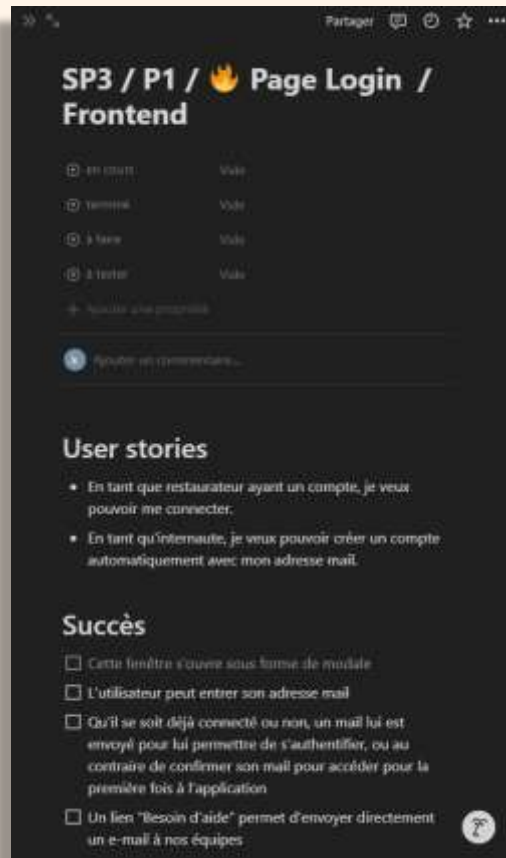 Partager
SP3 / P1 / 🔥 Page Login /
Frontend
en cours Vide
terminé Vide
à faire Vide
à tester Vide
+ Ajouter une propriété
Ajouter un commentaire...
User stories
• En tant que restaurateur ayant un compte, je veux
pouvoir me connecter.
• En tant qu'internaute, je veux pouvoir créer un compte
automatiquement avec mon adresse mail.
Succès
Cette fenêtre s'ouvre sous forme de modale
L'utilisateur peut entrer son adresse mail
Qu'il se soit déjà connecté ou non, un mail lui est
envoyé pour lui permettre de s'authentifier, ou au
contraire de confirmer son mail pour accéder pour la
première fois à l'application
Un lien "Besoin d'aide" permet d'envoyer directement
un e-mail à nos équipes